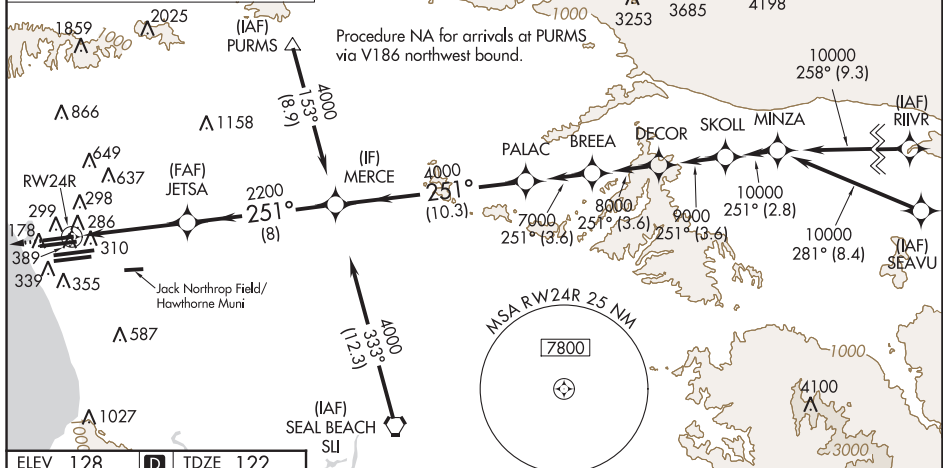 1859
2025
(IAF)
PURMS
Procedure NA for arrivals at PURMS
via V186 northwest bound.
1000
1000
3253
3685
4198
10000
258° (9.3)
(IAF)
RIIVR
4000
153°
(8.9)
866
1158
649
637
RW24R
298
299
286
178
310
389
339
355
(FAF)
JETSA
2200
251°
(8)
(IF)
MERCE
4000
251°
(10.3)
PALAC
BREEA
DECOR
SKOLL
MINZA
7000
251° (3.6)
8000
251° (3.6)
9000
251° (3.6)
10000
251° (2.8)
10000
281° (8.4)
(IAF)
SEAVU
Jack Northrop Field/
Hawthorne Muni
587
1027
1000
4000
333°
(12.3)
(IAF)
SEAL BEACH
SLI
MSA RW24R 25 NM
7800
1000
4100
3000
ELEV 128
D
TDZE 122